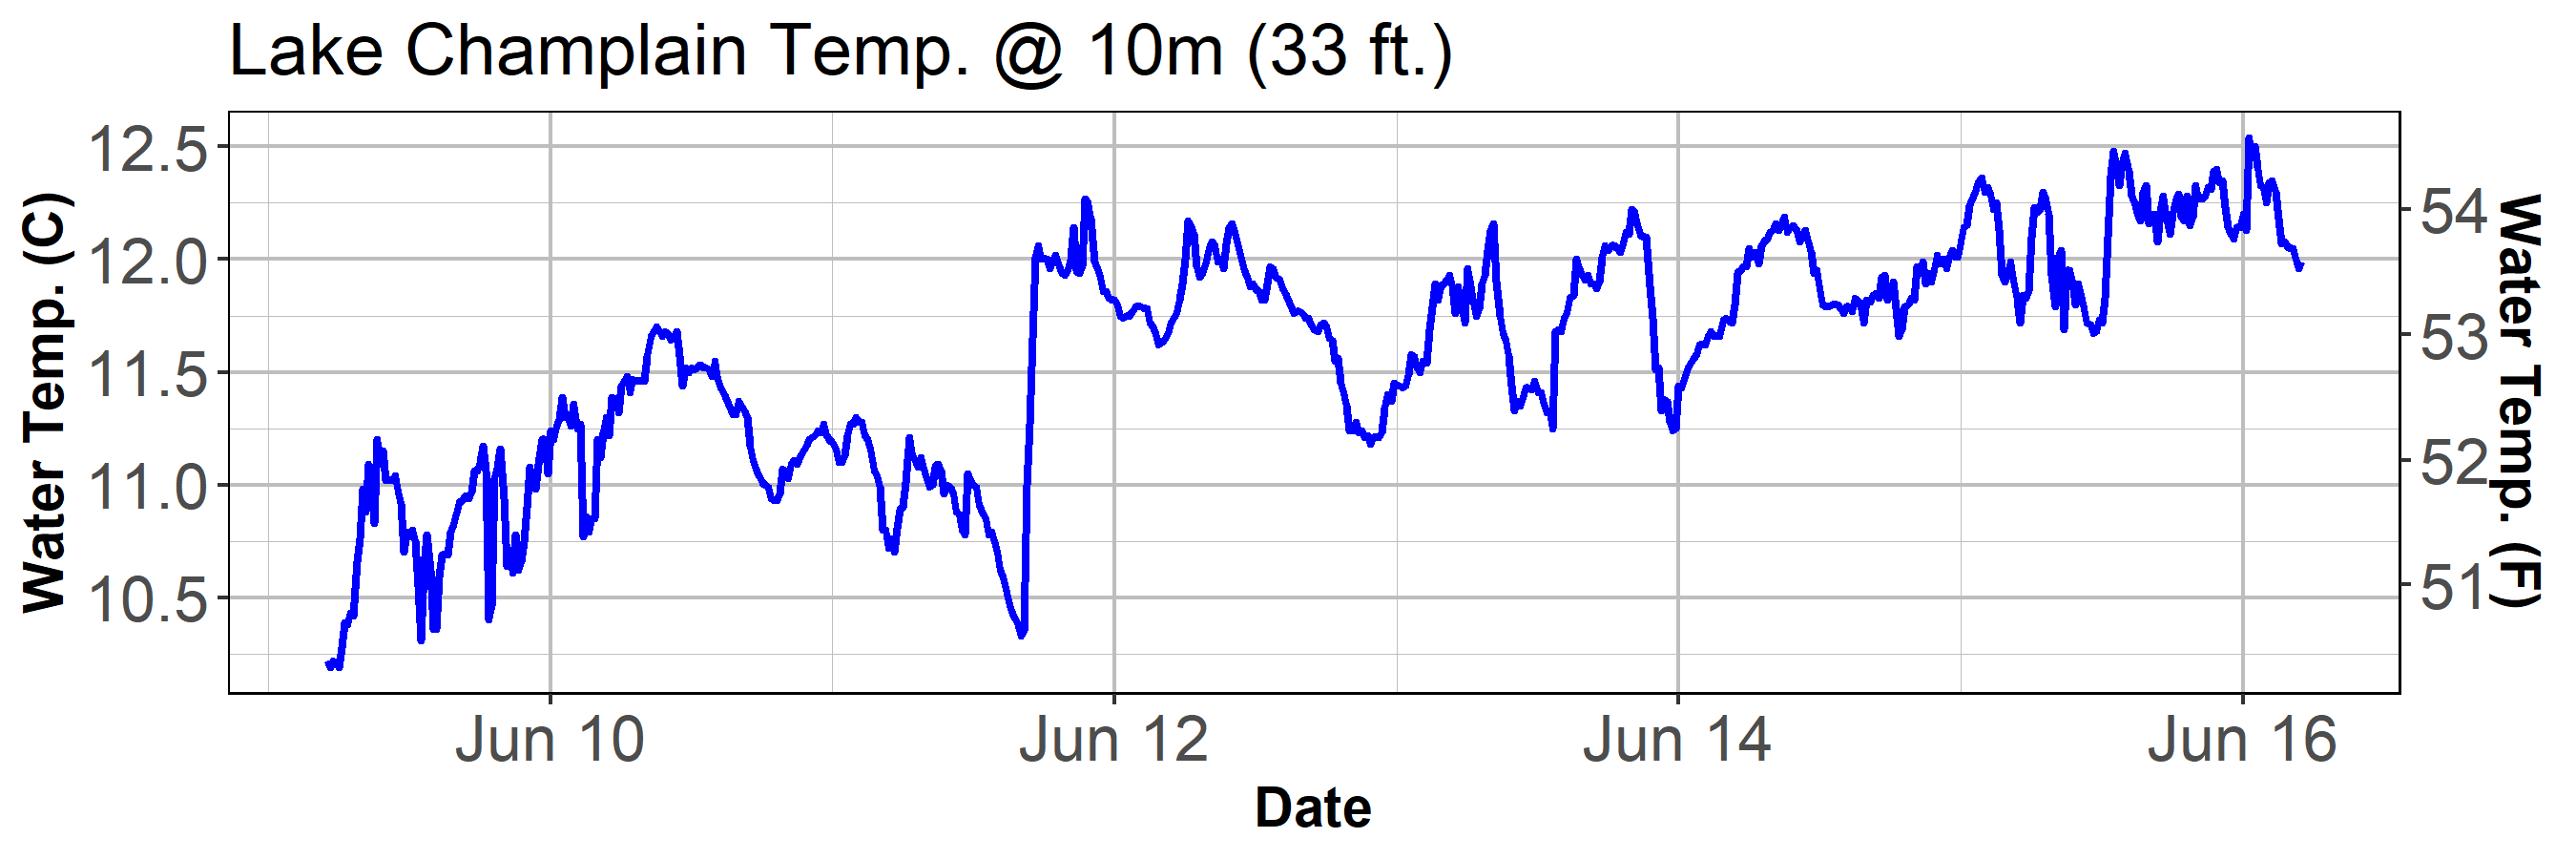 Lake Champlain Temp. @ 10m (33 ft.)
Water Temp. (C)
12.5
12.0
11.5
11.0
10.5
54
53
52
51
Water Temp. (F)
Jun 10 Jun 12 Jun 14 Jun 16
Date